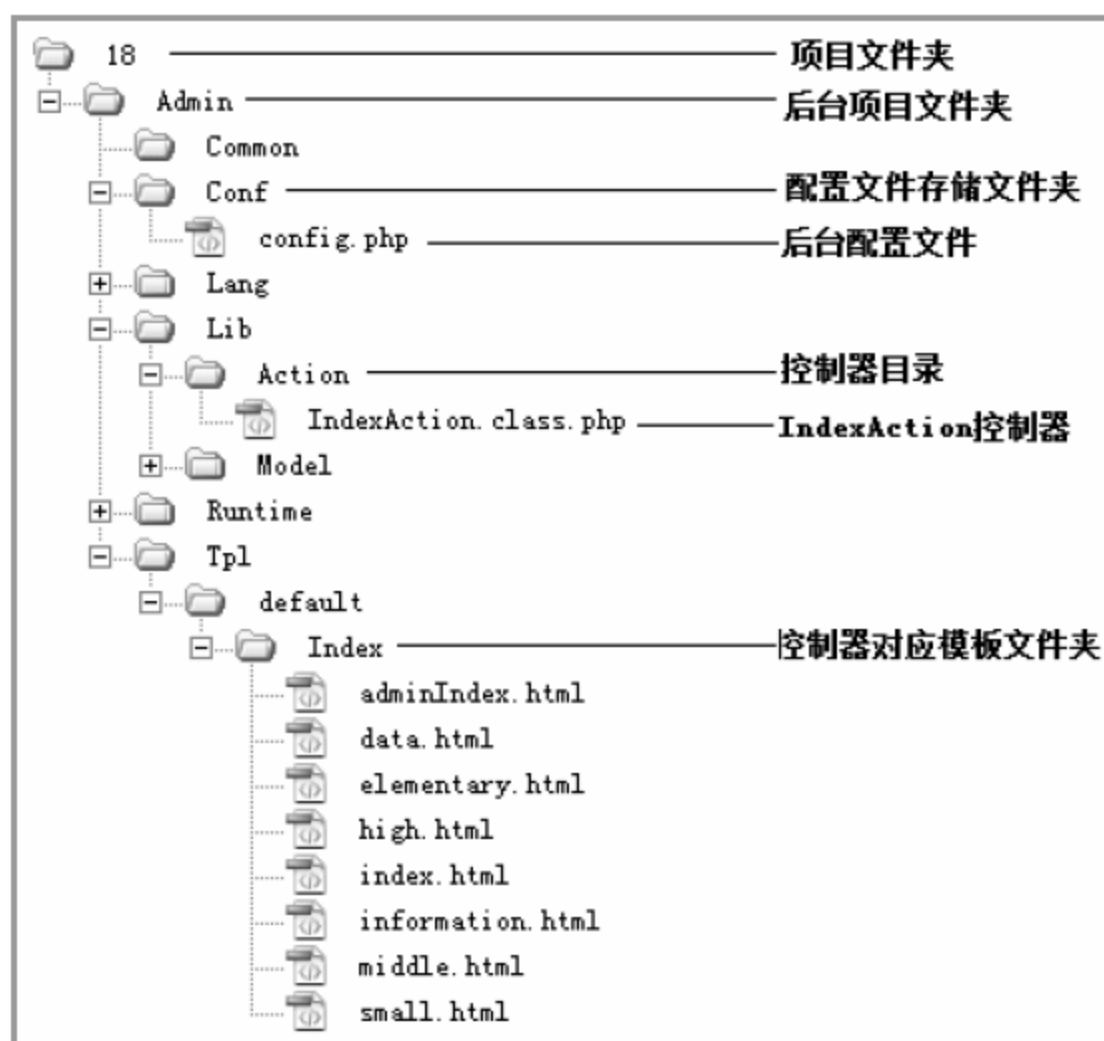 18 项目文件夹
Admin 后台项目文件夹
Common
Conf 配置文件存储文件夹
config.php 后台配置文件
Lang
Lib
Action 控制器目录
IndexAction.class.php IndexAction控制器
Model
Runtime
Tpl
default
Index 控制器对应模板文件夹
adminIndex.html
data.html
elementary.html
high.html
index.html
information.html
middle.html
small.html